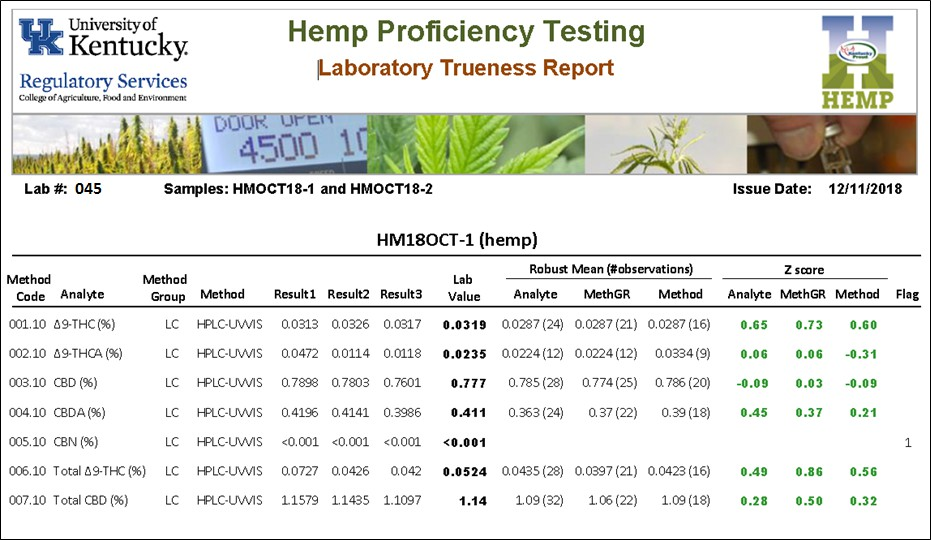 University of
Kentucky.
Regulatory Services
College of Agriculture, Food and Environment
Hemp Proficiency Testing
Laboratory Trueness Report
Kentucky
Proud
HEMP
DOOR OPEN
4500 10
Lab #: 045 Samples: HMOCT18-1 and HMOCT18-2 Issue Date: 12/11/2018
HM18OCT-1 (hemp)
Robust Mean (#observations) Z score
Method Code Analyte Method Group Method Result1 Result2 Result3 Lab Value Analyte MethGR Method Analyte MethGR Method Flag
001.10 Δ9-THC (%) LC HPLC-UVVIS 0.0313 0.0326 0.0317 0.0319 0.0287 (24) 0.0287 (21) 0.0287 (16) 0.65 0.73 0.60
002.10 Δ9-THCA (%) LC HPLC-UVVIS 0.0472 0.0114 0.0118 0.0235 0.0224 (12) 0.0224 (12) 0.0334 (9) 0.06 0.06 -0.31
003.10 CBD (%) LC HPLC-UVVIS 0.7898 0.7803 0.7601 0.777 0.785 (28) 0.774 (25) 0.786 (20) -0.09 0.03 -0.09
004.10 CBDA (%) LC HPLC-UVVIS 0.4196 0.4141 0.3986 0.411 0.363 (24) 0.37 (22) 0.39 (18) 0.45 0.37 0.21
005.10 CBN (%) LC HPLC-UVVIS <0.001 <0.001 <0.001 <0.001 1
006.10 Total Δ9-THC (%) LC HPLC-UVVIS 0.0727 0.0426 0.042 0.0524 0.0435 (28) 0.0397 (21) 0.0423 (16) 0.49 0.86 0.56
007.10 Total CBD (%) LC HPLC-UVVIS 1.1579 1.1435 1.1097 1.14 1.09 (32) 1.06 (22) 1.09 (18) 0.28 0.50 0.32